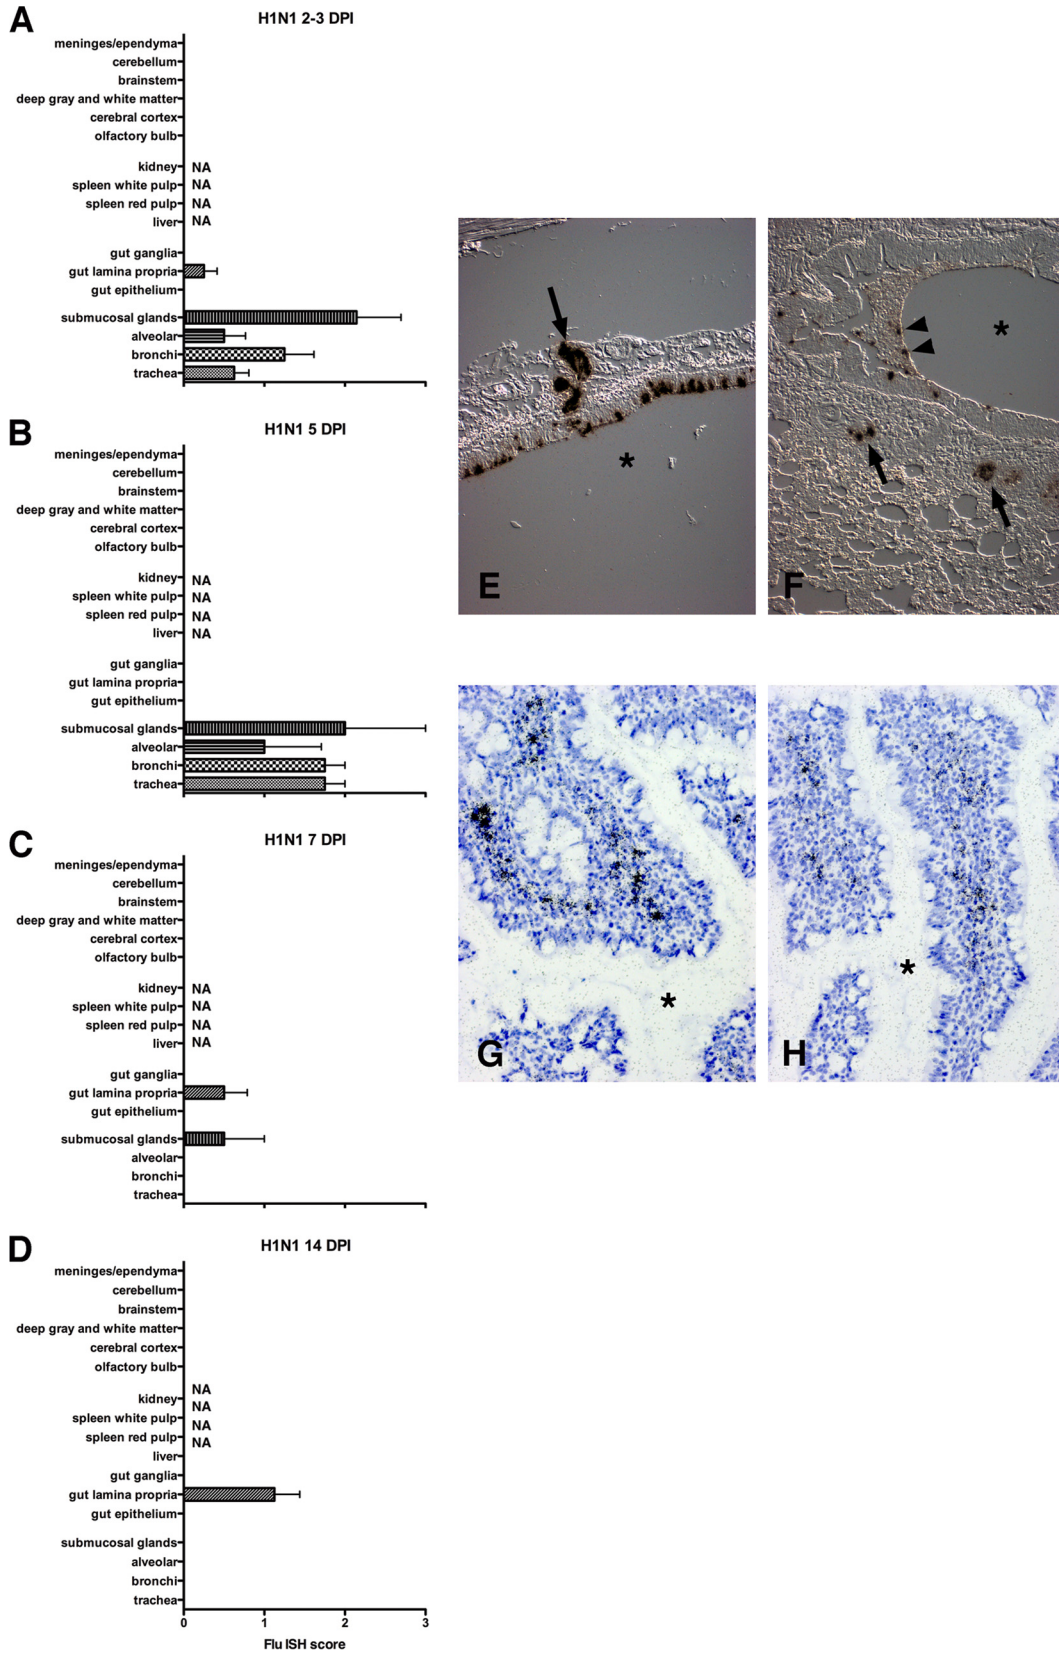 A
H1N1 2-3 DPI
meninges/ependyma
cerebellum
brainstem
deep gray and white matter
cerebral cortex
olfactory bulb
kidney NA
spleen white pulp NA
spleen red pulp NA
liver NA
gut ganglia
gut lamina propria
gut epithelium
submucosal glands
alveolar
bronchi
trachea
B
H1N1 5 DPI
meninges/ependyma
cerebellum
brainstem
deep gray and white matter
cerebral cortex
olfactory bulb
kidney NA
spleen white pulp NA
spleen red pulp NA
liver NA
gut ganglia
gut lamina propria
gut epithelium
submucosal glands
alveolar
bronchi
trachea
C
H1N1 7 DPI
meninges/ependyma
cerebellum
brainstem
deep gray and white matter
cerebral cortex
olfactory bulb
kidney NA
spleen white pulp NA
spleen red pulp NA
liver NA
gut ganglia
gut lamina propria
gut epithelium
submucosal glands
alveolar
bronchi
trachea
D
H1N1 14 DPI
meninges/ependyma
cerebellum
brainstem
deep gray and white matter
cerebral cortex
olfactory bulb
NA
kidney
NA
spleen white pulp
NA
spleen red pulp
NA
liver
gut ganglia
gut lamina propria
gut epithelium
submucosal glands
alveolar
bronchi
trachea
0 1 2 3
Flu ISH score
*
E
*
F
*
G
*
H